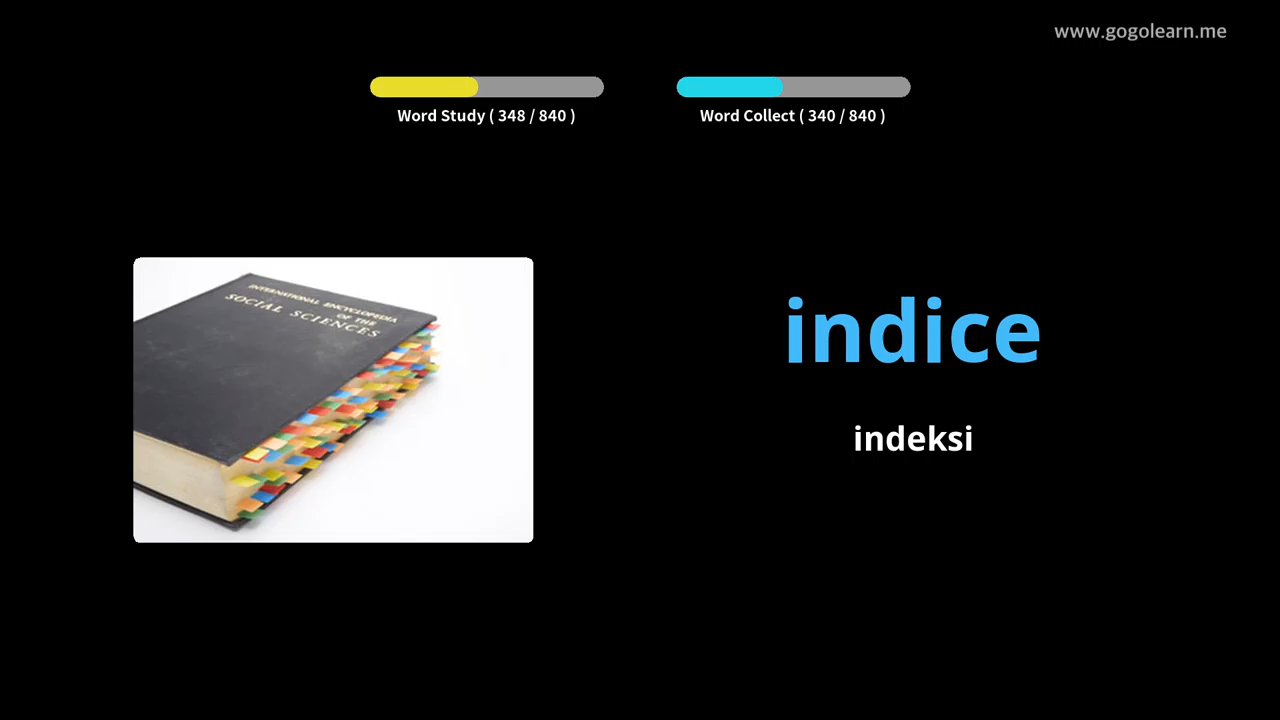 www.gogolearn.me
Word Study ( 348 / 840 )
Word Collect ( 340 / 840 )
INTERNATIONAL ENCYCLOPEDIA
OF THE
SOCIAL SCIENCES
indice
indeksi